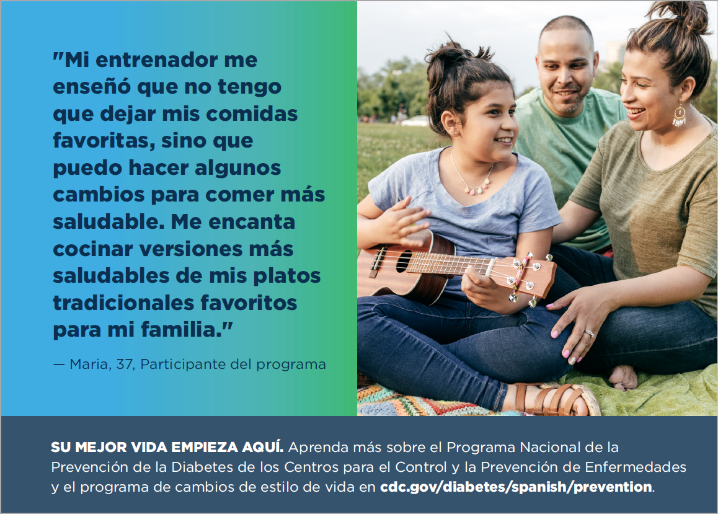 "Mi entrenador me
enseñó que no tengo
que dejar mis comidas
favoritas, sino que
puedo hacer algunos
cambios para comer más
saludable. Me encanta
cocinar versiones más
saludables de mis platos
tradicionales favoritos
para mi familia."
— Maria, 37, Participante del programa
SU MEJOR VIDA EMPIEZA AQUÍ. Aprenda más sobre el Programa Nacional de la
Prevención de la Diabetes de los Centros para el Control y la Prevención de Enfermedades
y el programa de cambios de estilo de vida en cdc.gov/diabetes/spanish/prevention.